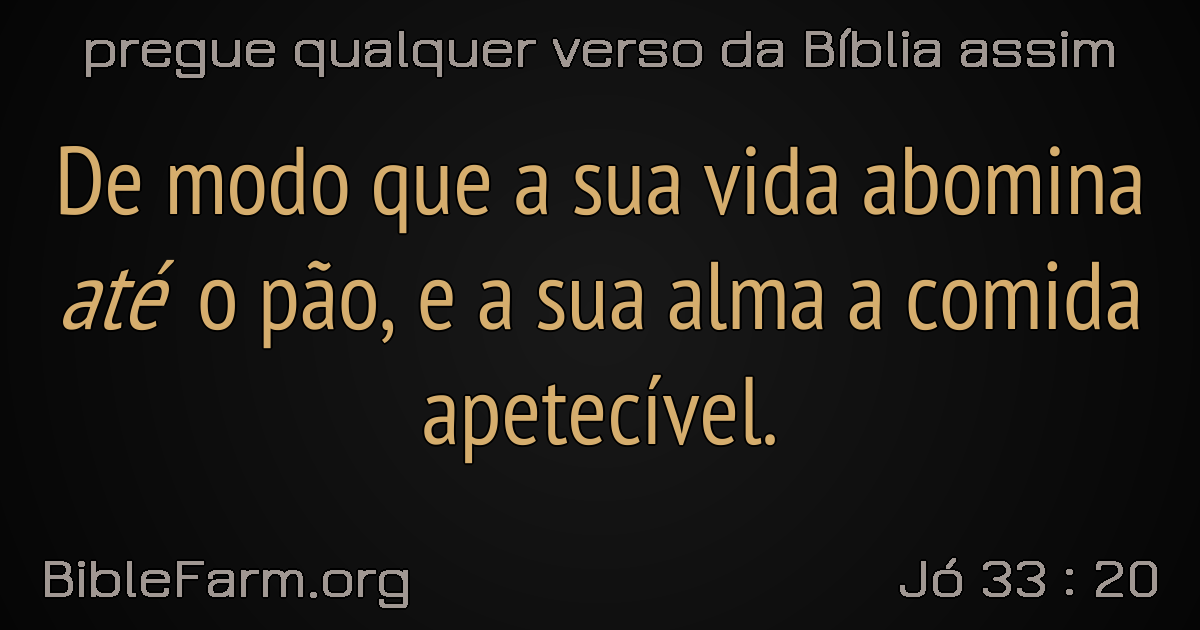 pregue qualquer verso da Bíblia assim
De modo que a sua vida abomina
até o pão, e a sua alma a comida
apetecível.
BibleFarm.org
Jó 33 : 20